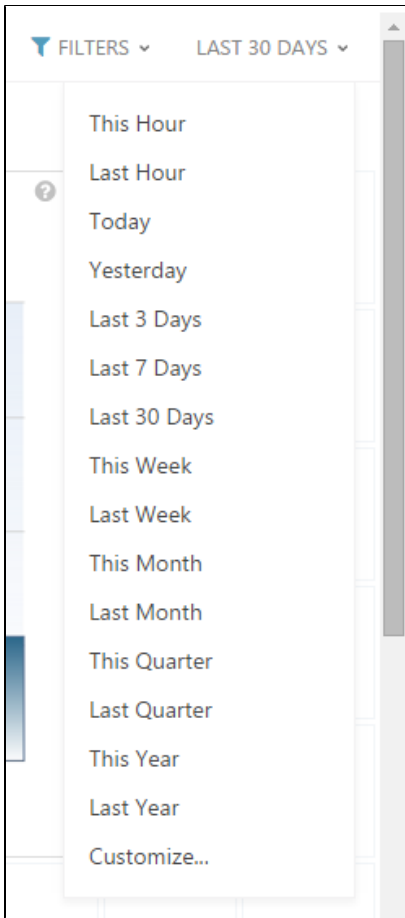 FILTERS LAST 30 DAYS
This Hour
Last Hour
Today
Yesterday
Last 3 Days
Last 7 Days
Last 30 Days
This Week
Last Week
This Month
Last Month
This Quarter
Last Quarter
This Year
Last Year
Customize...